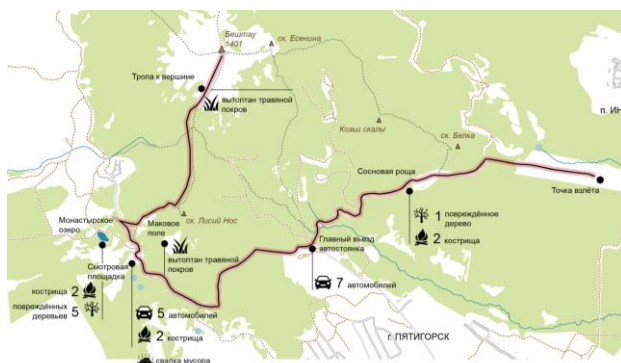 ск. Есенина
Бештау
1401
Тропа к вершине
вытоптан травяной
покров
Козьи скалы
ск. Белка
Сосновая роща
Точка взлёта
1 повреждённое
дерево
2 кострища
ск. Лисий Нос
Маковое
поле
Монастырское
озеро
вытоптан травяной
покров
Главный въезд
автостоянка
7 автомобилей
Смотровая
площадка
кострища 2
повреждённых 5
деревьев
5 автомобилей
2 кострища
свалка мусора
г. ПЯТИГОРСК